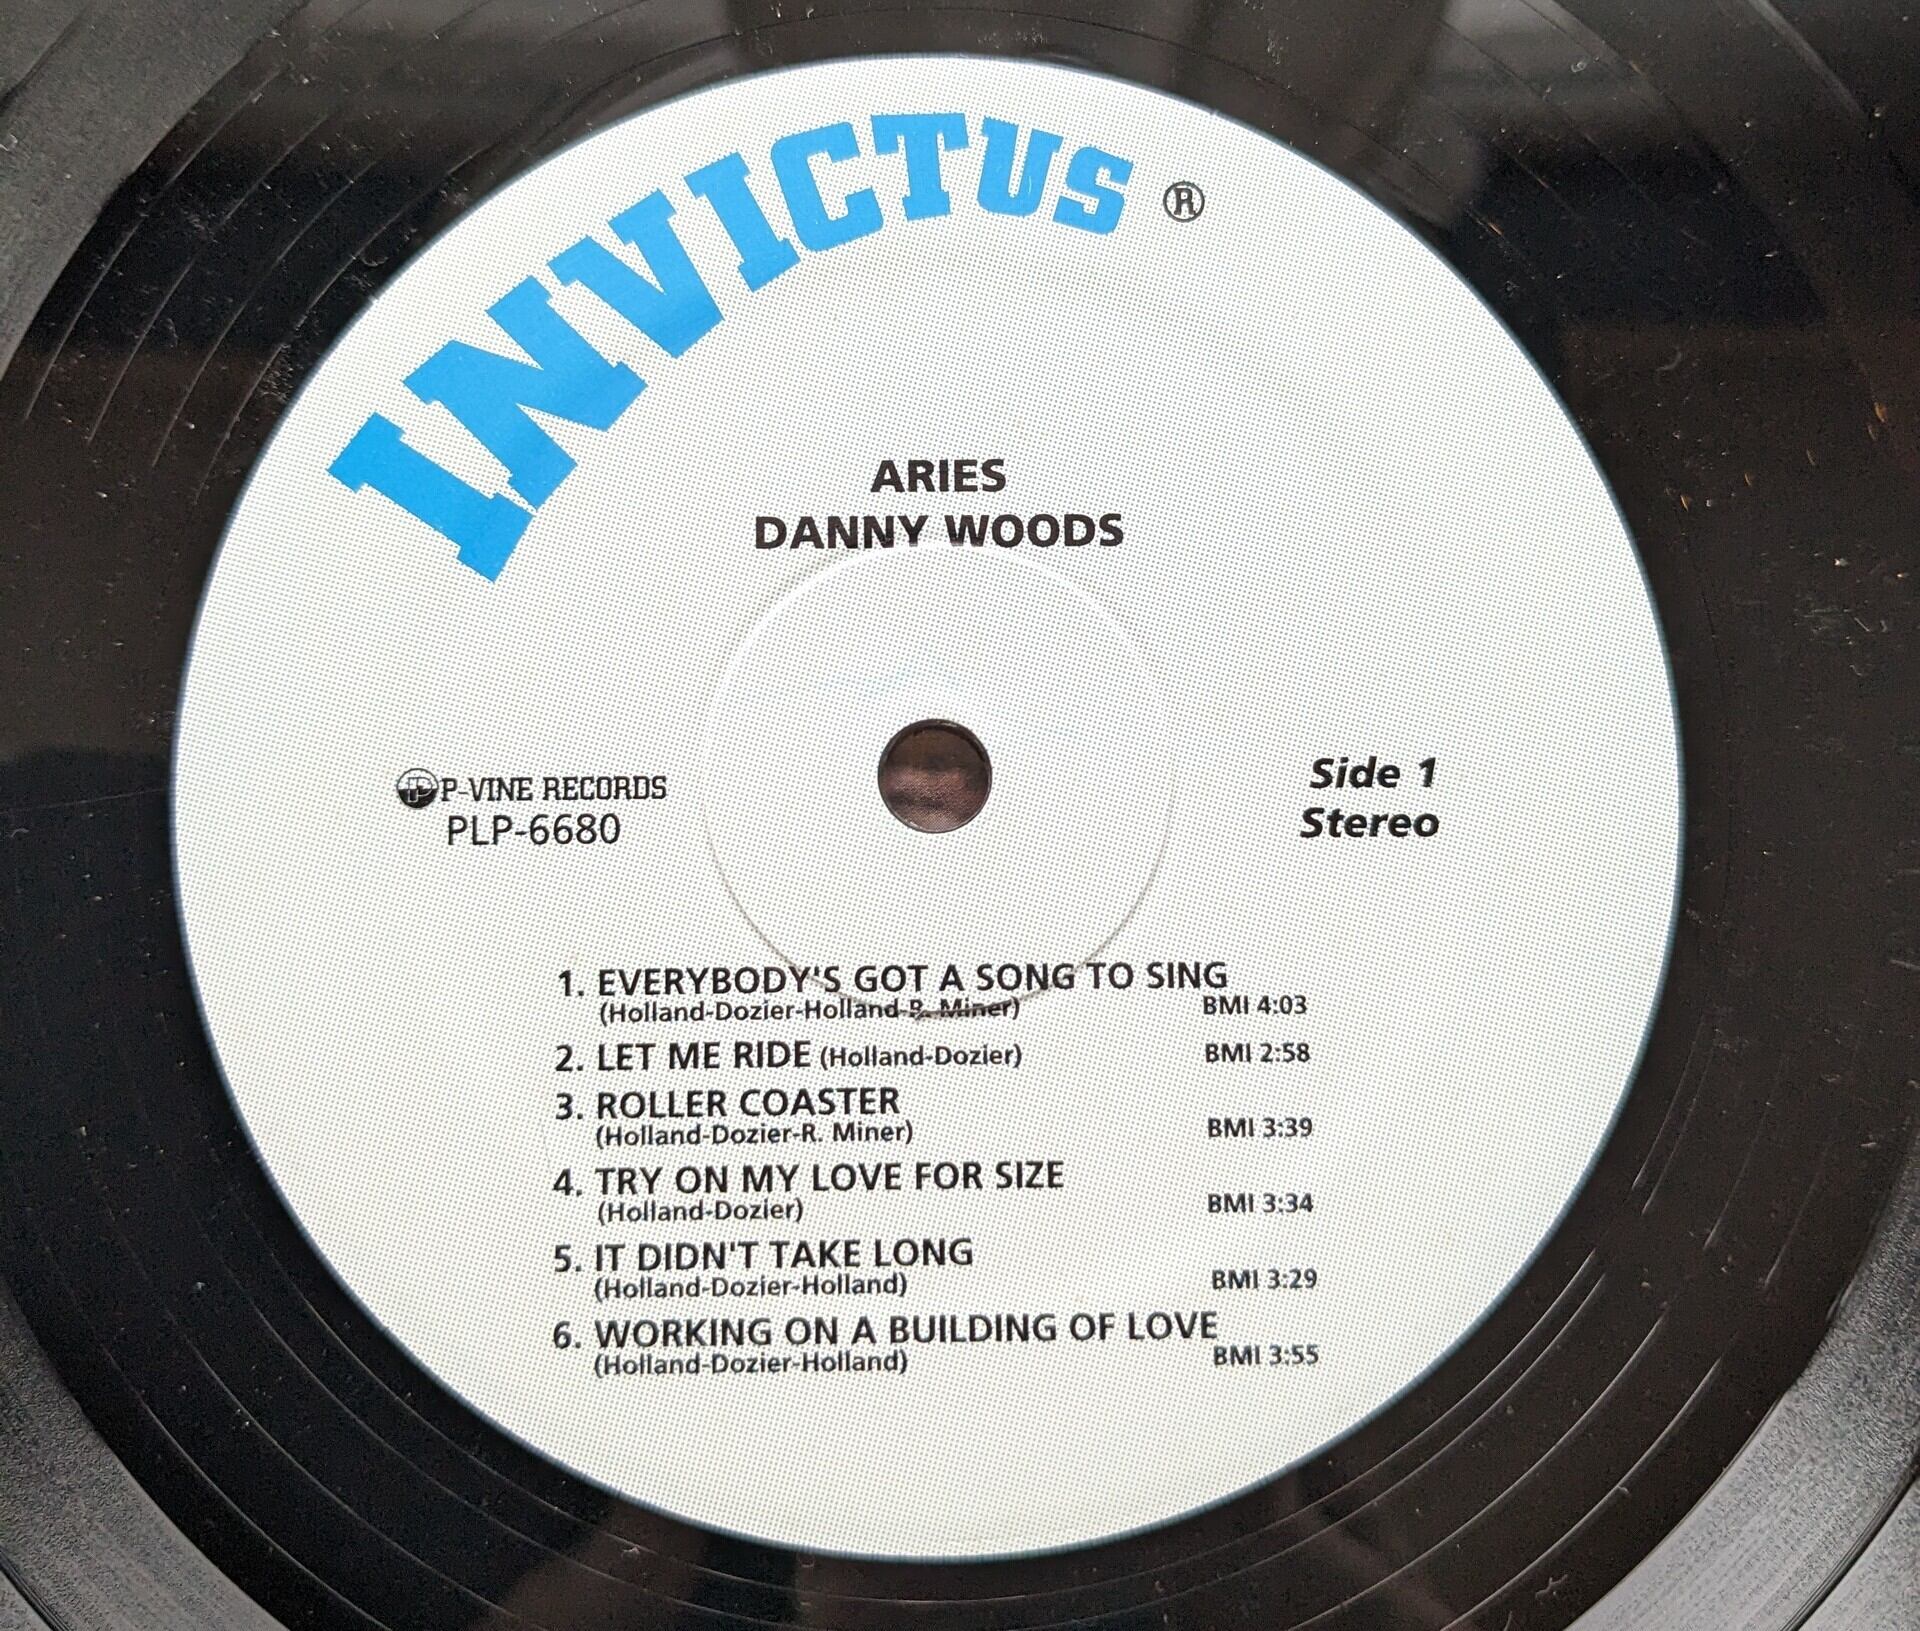 INVICTUS ®
ARIES
DANNY WOODS
P P-VINE RECORDS
PLP-6680
Side 1
Stereo
1. EVERYBODY'S GOT A SONG TO SING
(Holland-Dozier-Holland-R. Miner) BMI 4:03
2. LET ME RIDE (Holland-Dozier) BMI 2:58
3. ROLLER COASTER
(Holland-Dozier-R. Miner) BMI 3:39
4. TRY ON MY LOVE FOR SIZE
(Holland-Dozier) BMI 3:34
5. IT DIDN'T TAKE LONG
(Holland-Dozier-Holland) BMI 3:29
6. WORKING ON A BUILDING OF LOVE
(Holland-Dozier-Holland) BMI 3:55